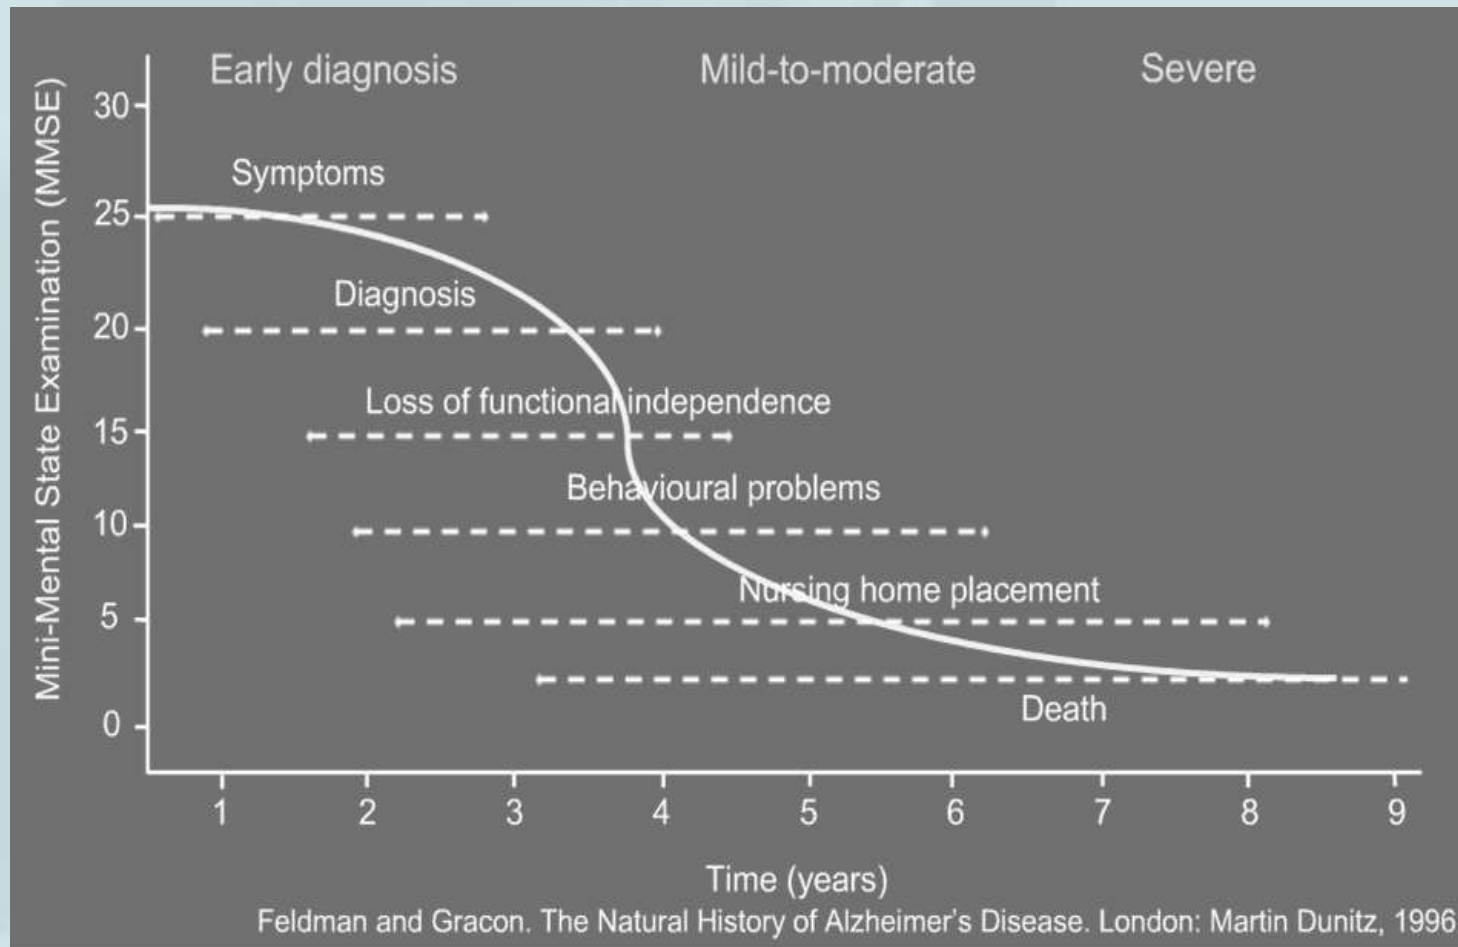 Early diagnosis Mild-to-moderate Severe
Mini-Mental State Examination (MMSE)
30
Symptoms
25
Diagnosis
20
Loss of functional independence
15
Behavioural problems
10
Nursing home placement
5
Death
0
1 2 3 4 5 6 7 8 9
Time (years)
Feldman and Gracon. The Natural History of Alzheimer's Disease. London: Martin Dunitz, 1996